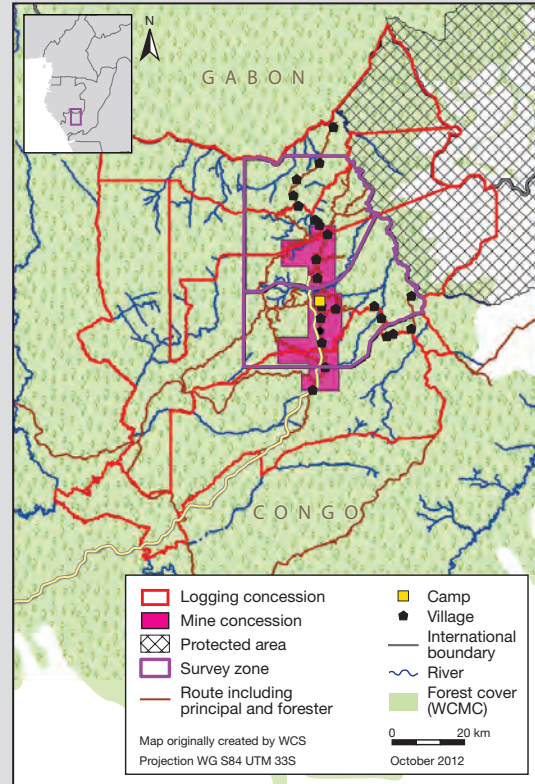 N
GABON
CONGO
Logging concession
Mine concession
Protected area
Survey zone
Route including
principal and forester
Map originally created by WCS
Projection WG S84 UTM 33S
Camp
Village
International
boundary
River
Forest cover
(WCMC)
0 20 km
October 2012